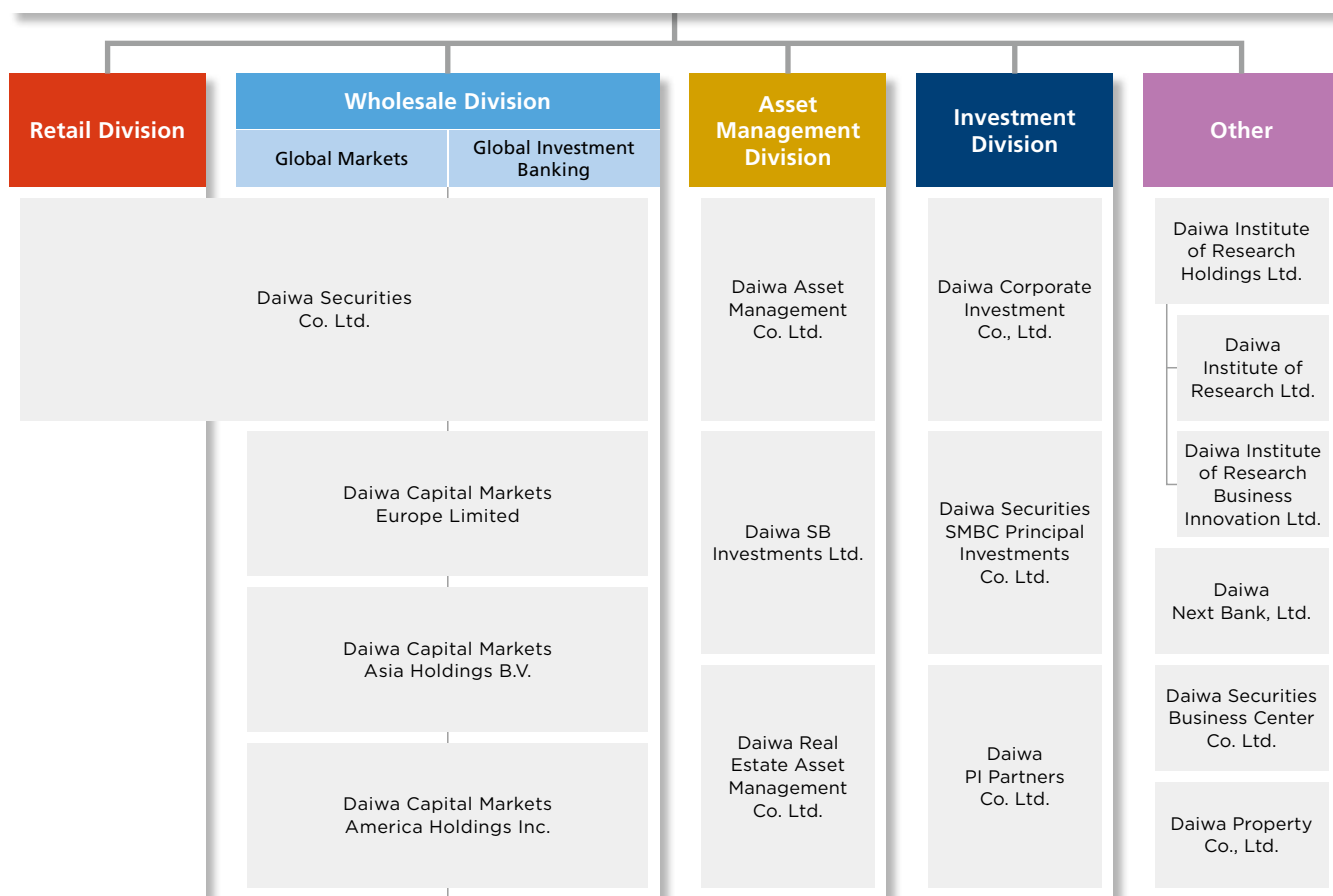 Retail Division
Wholesale Division
Global Markets
Global Investment
Banking
Asset
Management
Division
Investment
Division
Other
Daiwa Securities
Co. Ltd.
Daiwa Capital Markets
Europe Limited
Daiwa Capital Markets
Asia Holdings B.V.
Daiwa Capital Markets
America Holdings Inc.
Daiwa Asset
Management
Co. Ltd.
Daiwa SB
Investments Ltd.
Daiwa Real
Estate Asset
Management
Co. Ltd.
Daiwa Corporate
Investment
Co., Ltd.
Daiwa Securities
SMBC Principal
Investments
Co. Ltd.
Daiwa
PI Partners
Co. Ltd.
Daiwa Institute
of Research
Holdings Ltd.
Daiwa
Institute of
Research Ltd.
Daiwa Institute
of Research
Business
Innovation Ltd.
Daiwa
Next Bank, Ltd.
Daiwa Securities
Business Center
Co. Ltd.
Daiwa Property
Co., Ltd.